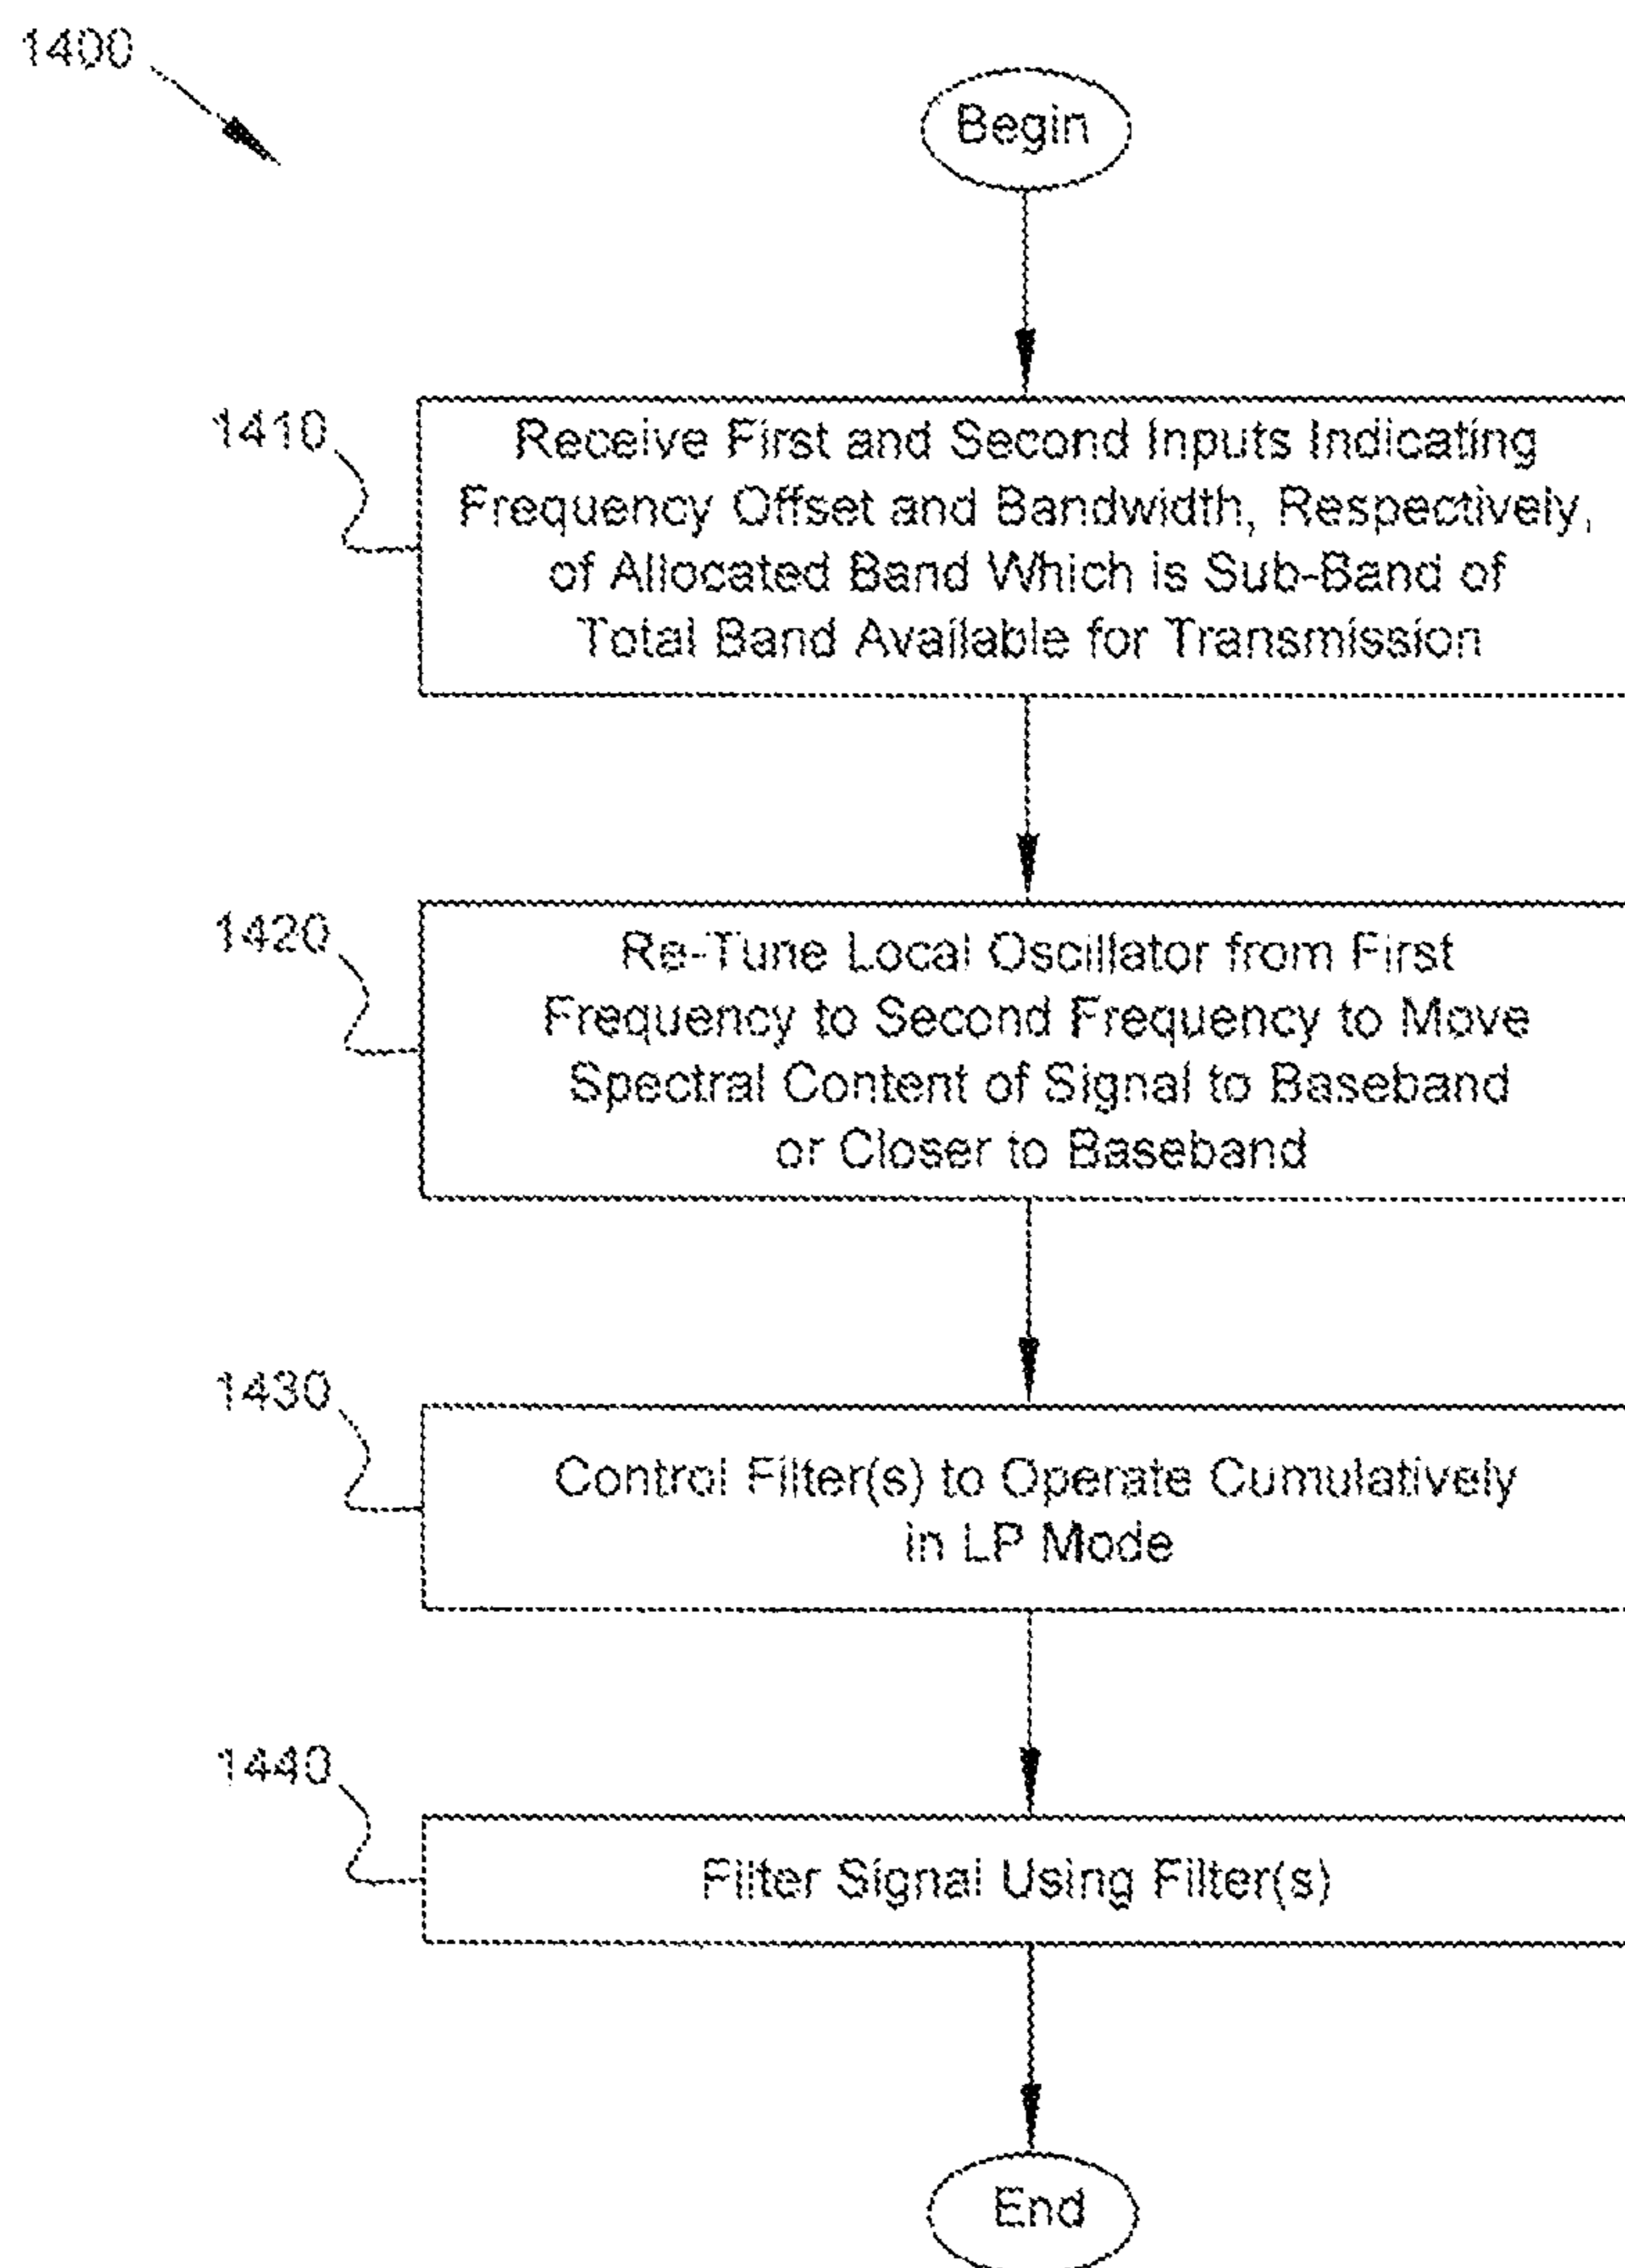 1400
Begin
1410
Receive First and Second Inputs Indicating
Frequency Offset and Bandwidth, Respectively,
of Allocated Band Which is Sub-Band of
Total Band Available for Transmission
1420
Re-Tune Local Oscillator from First
Frequency to Second Frequency to Move
Spectral Content of Signal to Baseband
or Closer to Baseband
1430
Control Filter(s) to Operate Cumulatively
in LP Mode
1440
Filter Signal Using Filter(s)
End